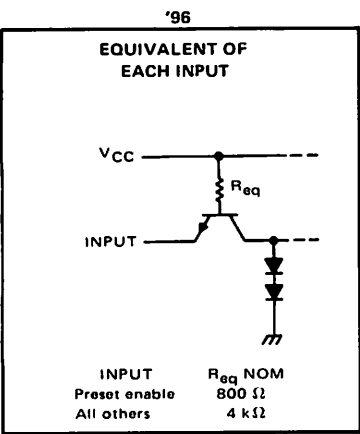 '96
EQUIVALENT OF
EACH INPUT
VCC
Req
INPUT
INPUT Req NOM
Preset enable 800 Ω
All others 4 kΩ